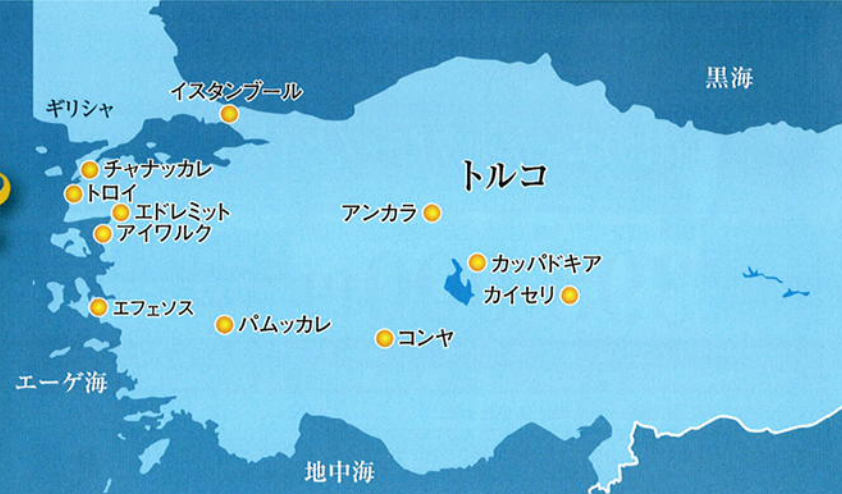 黒海
イスタンブール
ギリシャ
チャナッカレ
トルコ
トロイ
エドレミット
アンカラ
アイワルク
カッパドキア
カイセリ
エフェソス
パムッカレ
コンヤ
エーゲ海
地中海